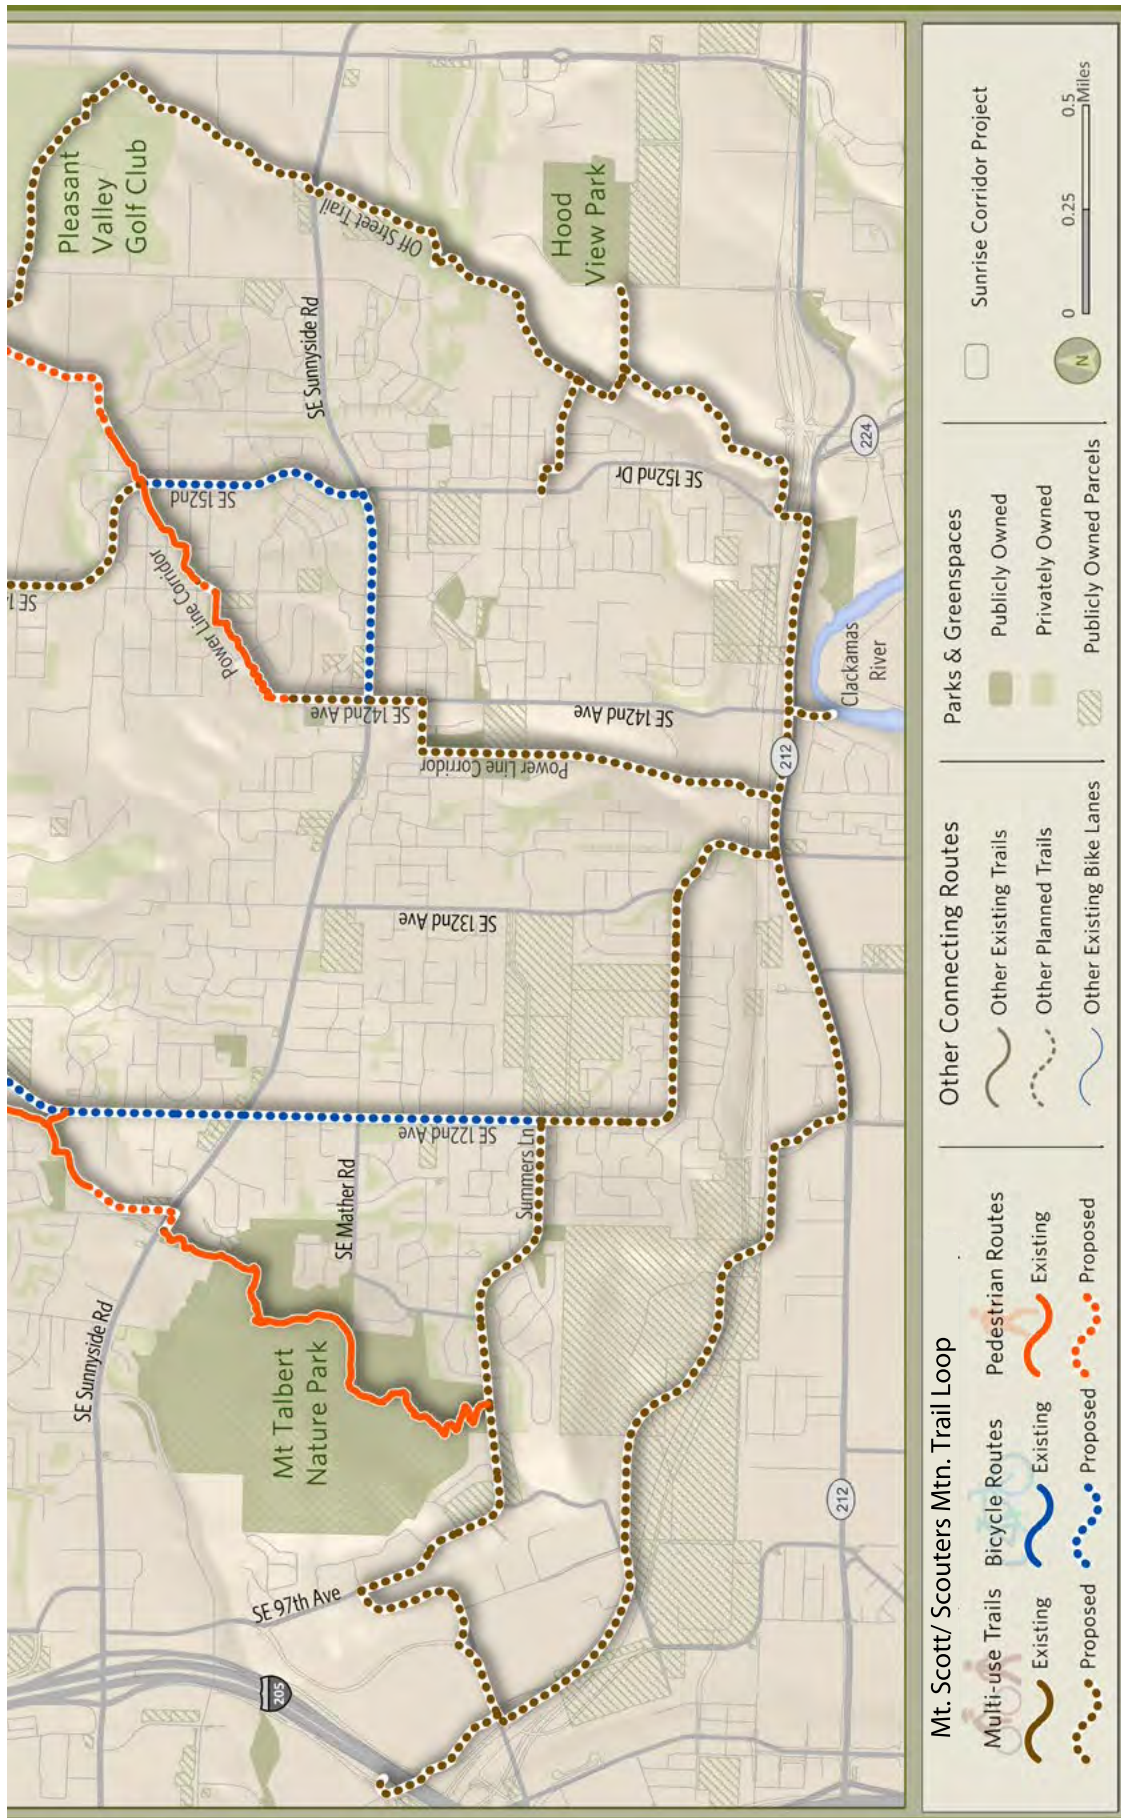 Pleasant
Valley
Golf Club
Off Street Trail
Hood
View Park
SE Sunnyside Rd
SE 152nd
SE 152nd Dr
Power Line Corridor
SE 142nd Ave
SE 142nd Ave
Power Line Corridor
Clackamas
River
224
212
SE 132nd Ave
SE 122nd Ave
Summers Ln
SE Mather Rd
SE Sunnyside Rd
Mt Talbert
Nature Park
SE 97th Ave
205
212
Mt. Scott/ Scouters Mtn. Trail Loop
Multi-use Trails
Existing
Proposed
Bicycle Routes
Existing
Proposed
Pedestrian Routes
Existing
Proposed
Other Connecting Routes
Other Existing Trails
Other Planned Trails
Other Existing Bike Lanes
Parks & Greenspaces
Publicly Owned
Privately Owned
Publicly Owned Parcels
Sunrise Corridor Project
N
0 0.25 0.5
Miles